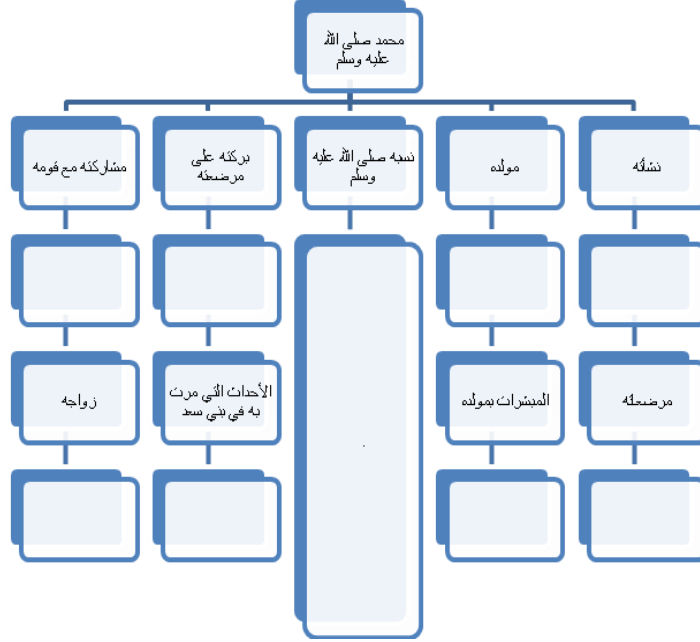 محمد صلى الله
عليه وسلم
نشأته
مولده
نسبه صلى الله عليه
وسلم
بركته على
مرضعته
مشاركته مع قومه
مرضعته
المبشرات بمولده
.
الأحداث التي مرت
به في بني سعد
زواجه